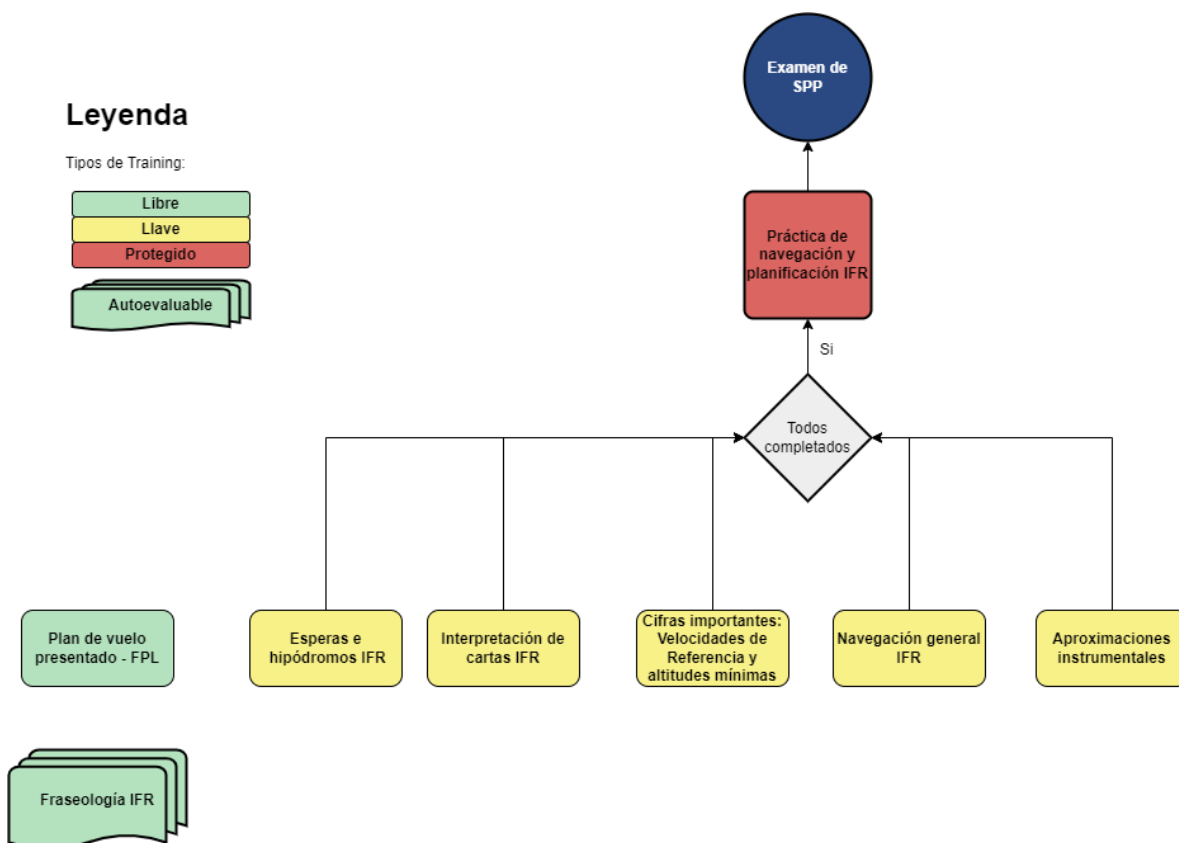 Examen de
SPP
Leyenda
Tipos de Training:
Libre
Llave
Protegido
Autoevaluable
Práctica de
navegación y
planificación IFR
Si
Todos
completados
Plan de vuelo
presentado - FPL
Esperas e
hipódromos IFR
Interpretación de
cartas IFR
Cifras importantes:
Velocidades de
Referencia y
altitudes mínimas
Navegación general
IFR
Aproximaciones
instrumentales
Fraseología IFR